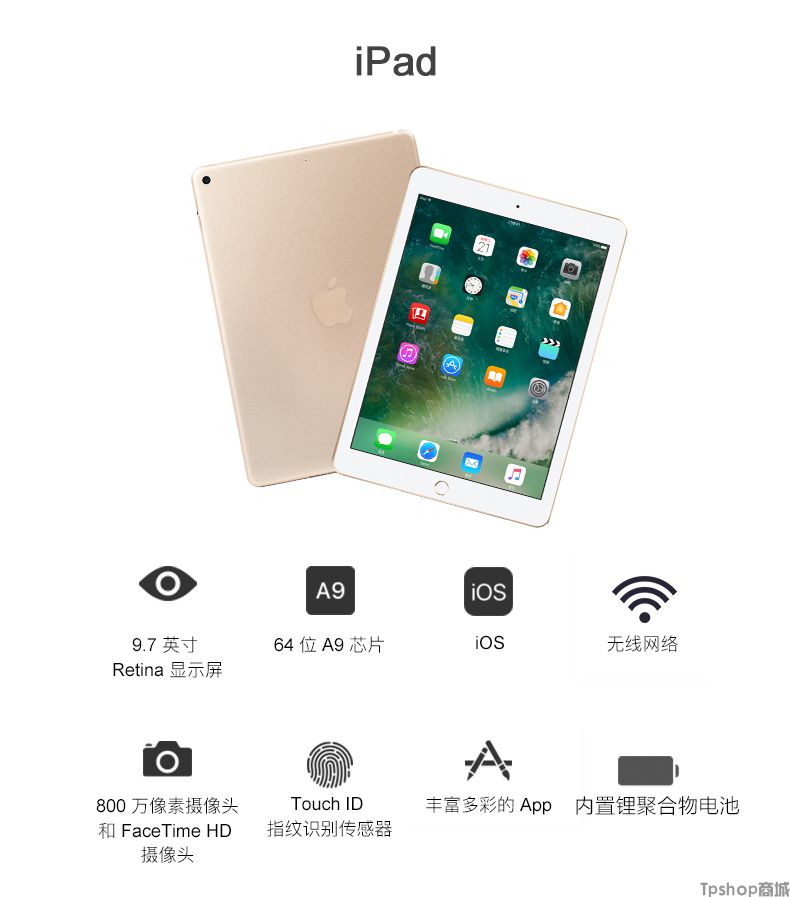 iPad
21
A9
iOS
9.7 英寸
Retina 显示屏
64 位 A9 芯片
iOS
无线网络
800 万像素摄像头
和 FaceTime HD
摄像头
Touch ID
指纹识别传感器
丰富多彩的 App
内置锂聚合物电池
Tpshop商城